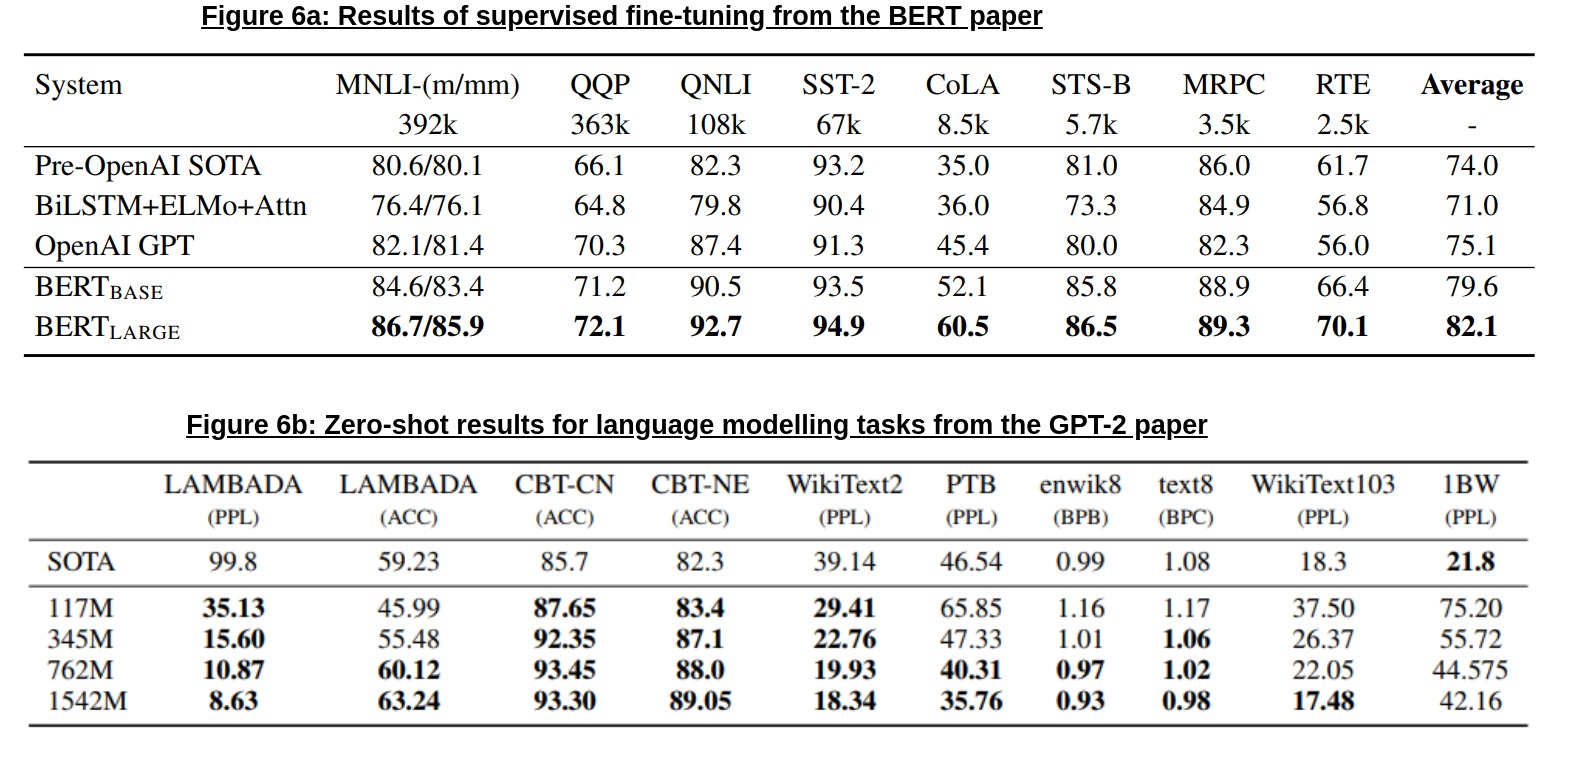 Figure 6a: Results of supervised fine-tuning from the BERT paper
System MNLI-(m/mm) QQP QNLI SST-2 CoLA STS-B MRPC RTE Average
392k 363k 108k 67k 8.5k 5.7k 3.5k 2.5k -
Pre-OpenAI SOTA 80.6/80.1 66.1 82.3 93.2 35.0 81.0 86.0 61.7 74.0
BiLSTM+ELMo+Attn 76.4/76.1 64.8 79.8 90.4 36.0 73.3 84.9 56.8 71.0
OpenAI GPT 82.1/81.4 70.3 87.4 91.3 45.4 80.0 82.3 56.0 75.1
BERTBASE 84.6/83.4 71.2 90.5 93.5 52.1 85.8 88.9 66.4 79.6
BERTLARGE 86.7/85.9 72.1 92.7 94.9 60.5 86.5 89.3 70.1 82.1
Figure 6b: Zero-shot results for language modelling tasks from the GPT-2 paper
LAMBADA LAMBADA CBT-CN CBT-NE WikiText2 PTB enwik8 text8 WikiText103 1BW
(PPL) (ACC) (ACC) (ACC) (PPL) (PPL) (BPB) (BPC) (PPL) (PPL)
SOTA 99.8 59.23 85.7 82.3 39.14 46.54 0.99 1.08 18.3 21.8
117M 35.13 45.99 87.65 83.4 29.41 65.85 1.16 1.17 37.50 75.20
345M 15.60 55.48 92.35 87.1 22.76 47.33 1.01 1.06 26.37 55.72
762M 10.87 60.12 93.45 88.0 19.93 40.31 0.97 1.02 22.05 44.575
1542M 8.63 63.24 93.30 89.05 18.34 35.76 0.93 0.98 17.48 42.16